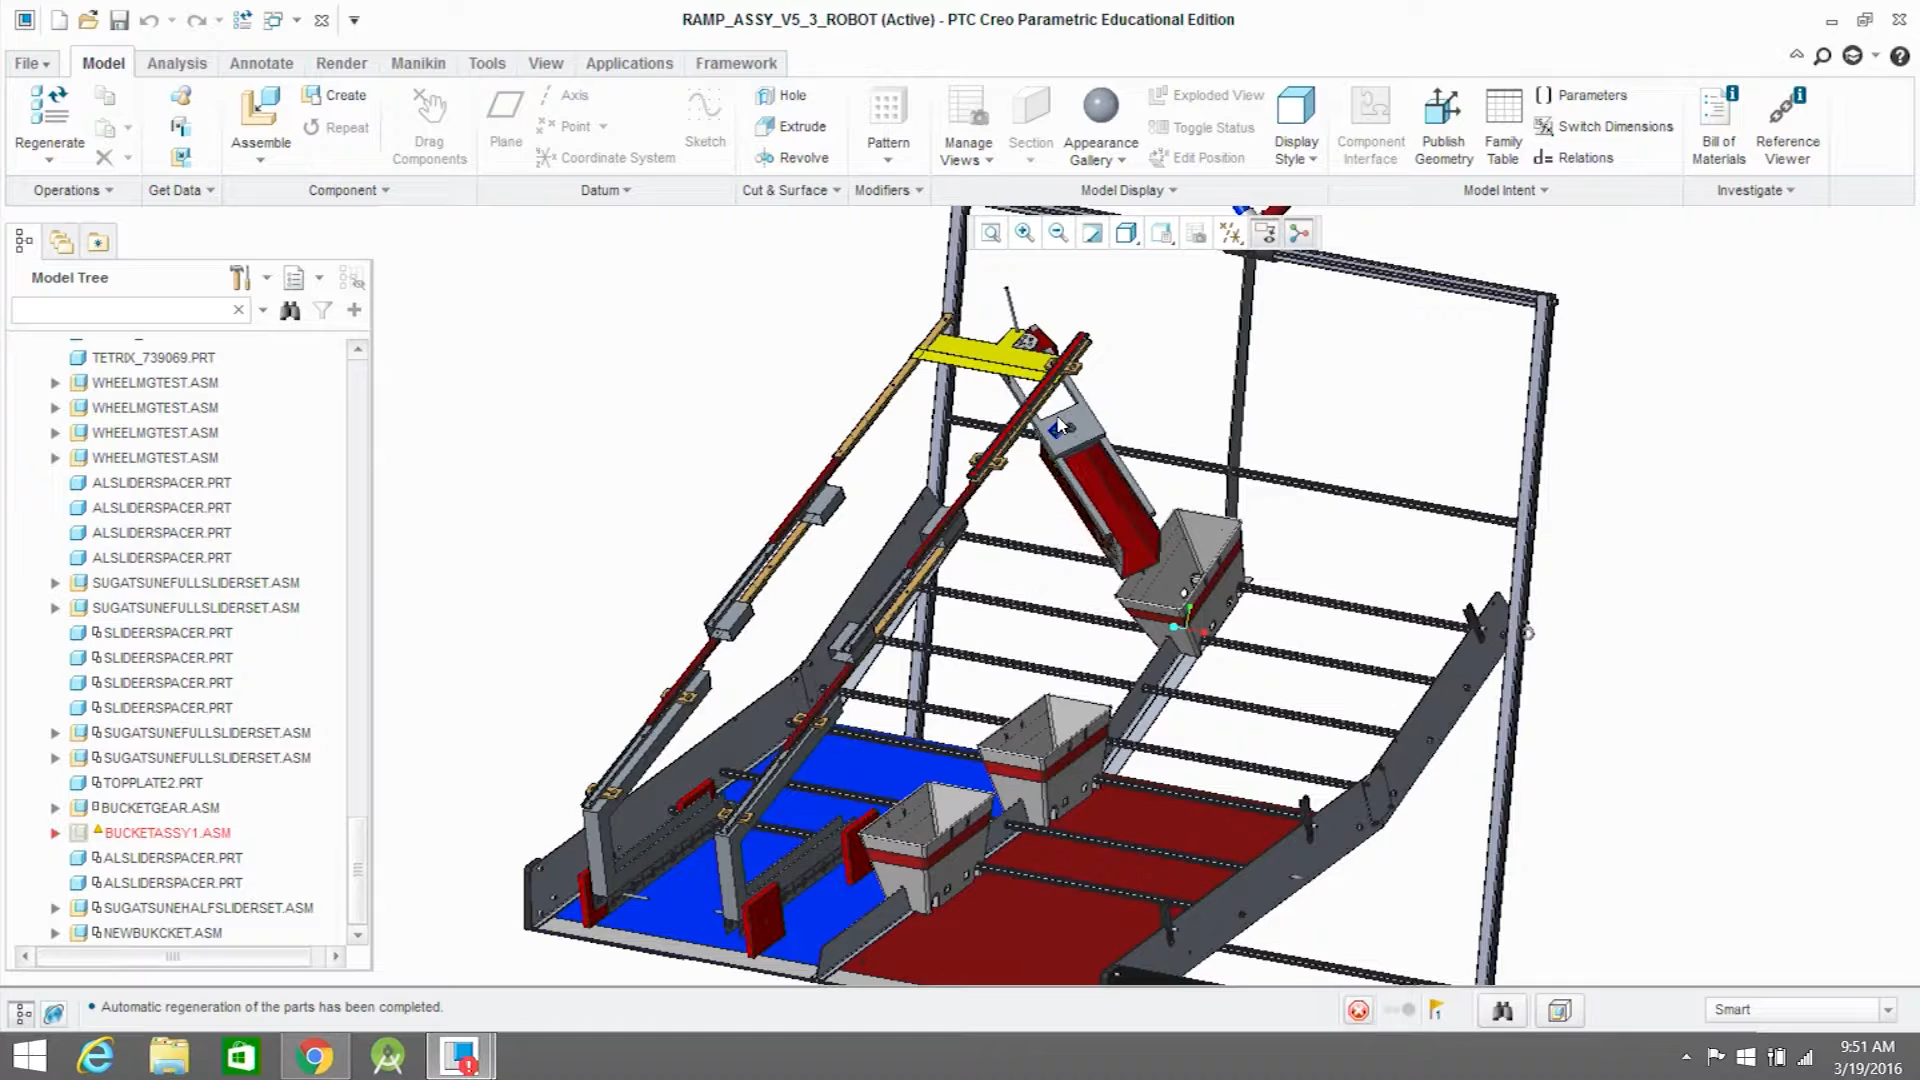 RAMP_ASSY_V5_3_ROBOT (Active) - PTC Creo Parametric Educational Edition
File
Model
Analysis
Annotate
Render
Manikin
Tools
View
Applications
Framework
Regenerate
Operations
Get Data
Assemble
Create
Repeat
Drag
Components
Component
Plane
Axis
Point
Coordinate System
Sketch
Datum
Hole
Extrude
Revolve
Cut & Surface
Pattern
Modifiers
Manage
Views
Section
Appearance
Gallery
Exploded View
Toggle Status
Edit Position
Display
Style
Model Display
Component
Interface
Publish
Geometry
Family
Table
Parameters
Switch Dimensions
Relations
Model Intent
Bill of
Materials
Reference
Viewer
Investigate
Model Tree
TETRIX_739069.PRT
WHEELMGTEST.ASM
WHEELMGTEST.ASM
WHEELMGTEST.ASM
WHEELMGTEST.ASM
ALSLIDERSPACER.PRT
ALSLIDERSPACER.PRT
ALSLIDERSPACER.PRT
ALSLIDERSPACER.PRT
SUGATSUNEFULLSLIDERSET.ASM
SUGATSUNEFULLSLIDERSET.ASM
SLIDEERSPACER.PRT
SLIDEERSPACER.PRT
SLIDEERSPACER.PRT
SLIDEERSPACER.PRT
SUGATSUNEFULLSLIDERSET.ASM
SUGATSUNEFULLSLIDERSET.ASM
TOPPLATE2.PRT
BUCKETGEAR.ASM
BUCKETASSY1.ASM
ALSLIDERSPACER.PRT
ALSLIDERSPACER.PRT
SUGATSUNEHALFSLIDERSET.ASM
NEWBUKCKET.ASM
• Automatic regeneration of the parts has been completed.
1
Smart
9:51 AM
3/19/2016